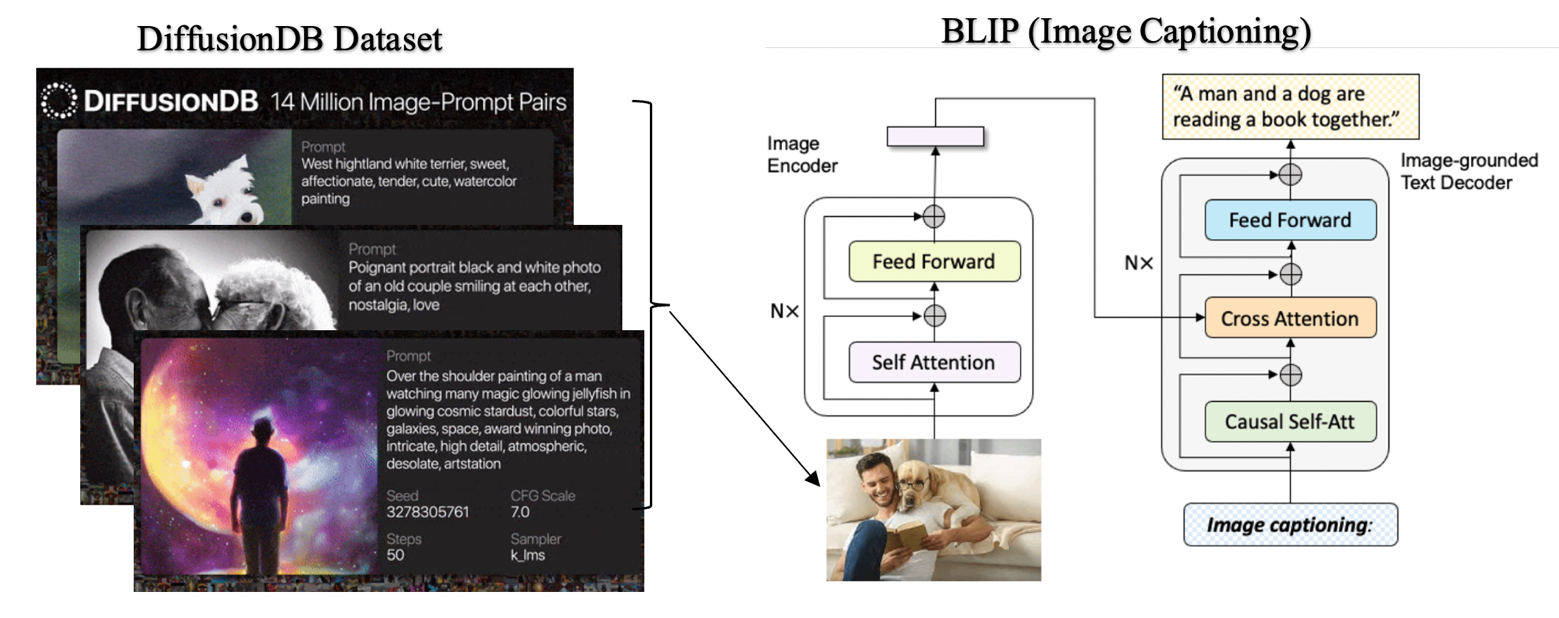 DiffusionDB Dataset
DIFFUSIONDB 14 Million Image-Prompt Pairs
Prompt
West hightland white terrier, sweet,
affectionate, tender, cute, watercolor
painting
Prompt
Poignant portrait black and white photo
of an old couple smiling at each other,
nostalgia, love
Prompt
Over the shoulder painting of a man
watching many magic glowing jellyfish in
glowing cosmic stardust, colorful stars,
galaxies, space, award winning photo,
intricate, high detail, atmospheric,
desolate, artstation
Seed
3278305761
CFG Scale
7.0
Steps
50
Sampler
k_lms
BLIP (Image Captioning)
Image
Encoder
Feed Forward
N×
Self Attention
“A man and a dog are
reading a book together.”
Image-grounded
Text Decoder
Feed Forward
N×
Cross Attention
Causal Self-Att
Image captioning: